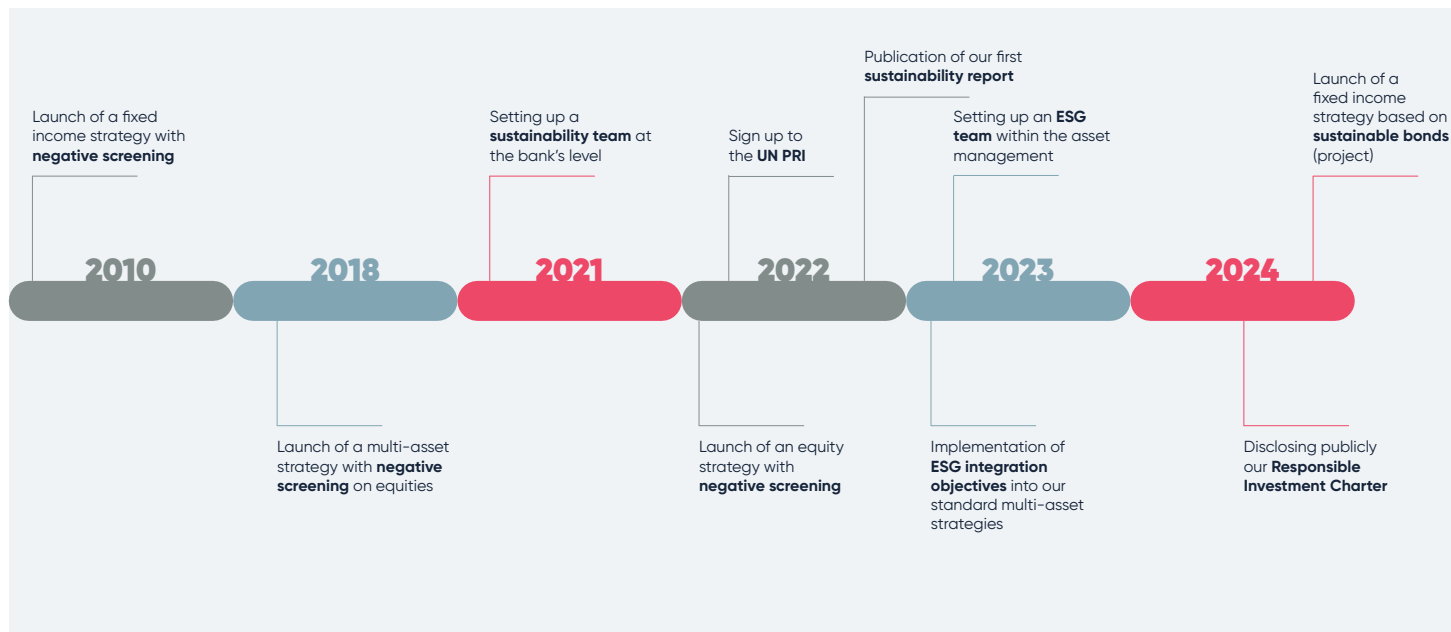 Launch of a fixed
income strategy with
negative screening
2010
2018
Launch of a multi-asset
strategy with negative
screening on equities
Setting up a
sustainability team at
the bank's level
2021
Sign up to
the UN PRI
Publication of our first
sustainability report
2022
Launch of an equity
strategy with
negative screening
Setting up an ESG
team within the asset
management
2023
Implementation of
ESG integration
objectives into our
standard multi-asset
strategies
Launch of a
fixed income
strategy based on
sustainable bonds
(project)
2024
Disclosing publicly
our Responsible
Investment Charter